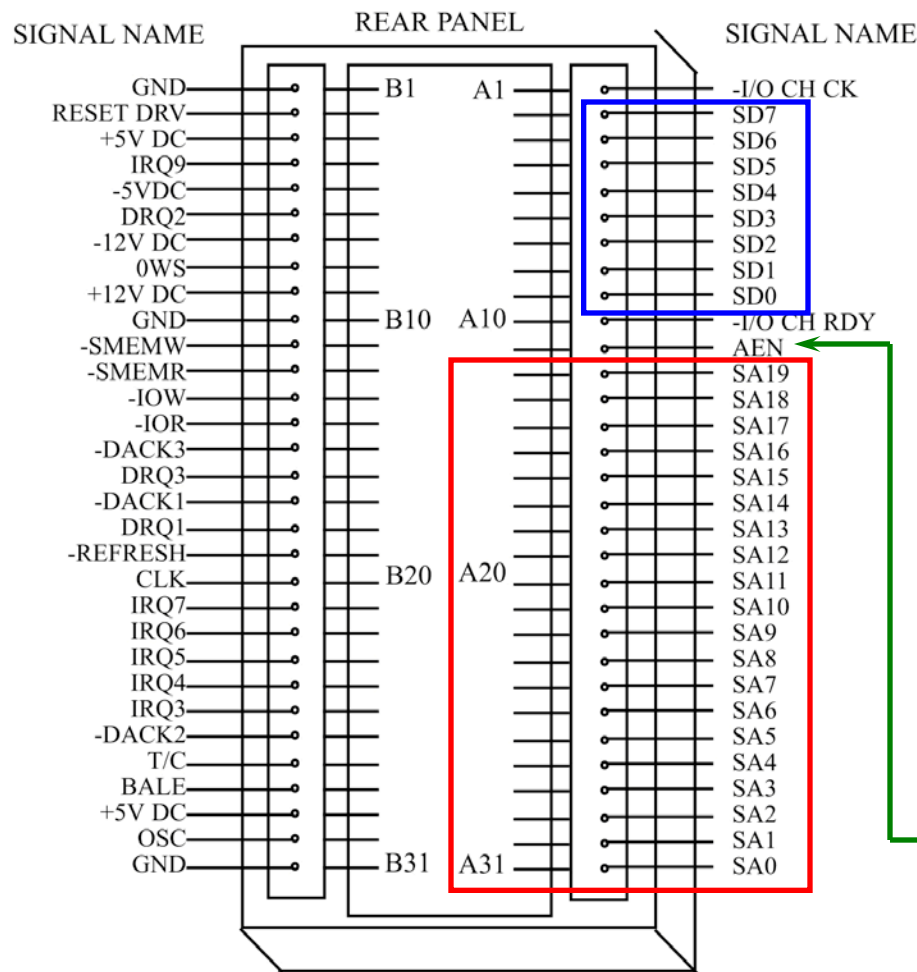 REAR PANEL
SIGNAL NAME SIGNAL NAME
GND B1 A1 -I/O CH CK
RESET DRV SD7
+5V DC SD6
IRQ9 SD5
-5VDC SD4
DRQ2 SD3
-12V DC SD2
0WS SD1
+12V DC SD0
GND B10 A10 -I/O CH RDY
-SMEMW AEN
-SMEMR SA19
-IOW SA18
-IOR SA17
-DACK3 SA16
DRQ3 SA15
-DACK1 SA14
DRQ1 SA13
-REFRESH SA12
CLK B20 A20 SA11
IRQ7 SA10
IRQ6 SA9
IRQ5 SA8
IRQ4 SA7
IRQ3 SA6
-DACK2 SA5
T/C SA4
BALE SA3
+5V DC SA2
OSC SA1
GND B31 A31 SA0